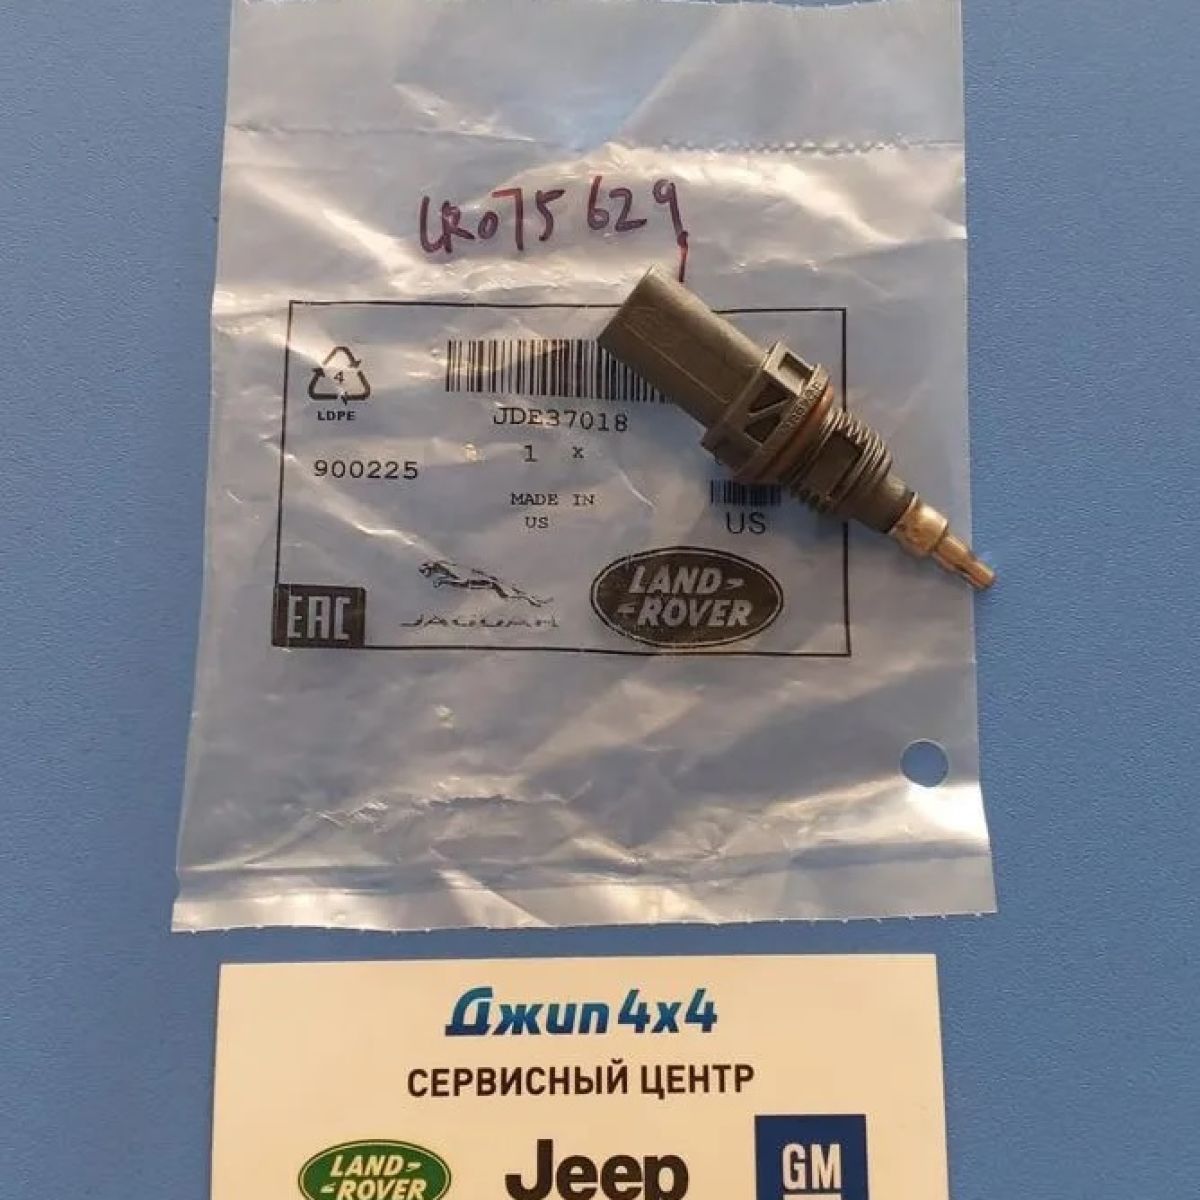 LR075629
4
LDPE
JDE37018
900225
1 x
MADE IN
US
US
EAC
JAGUAR
LAND-
-ROVER
Джип 4x4
СЕРВИСНЫЙ ЦЕНТР
LAND-
-ROVER
Jeep
GM